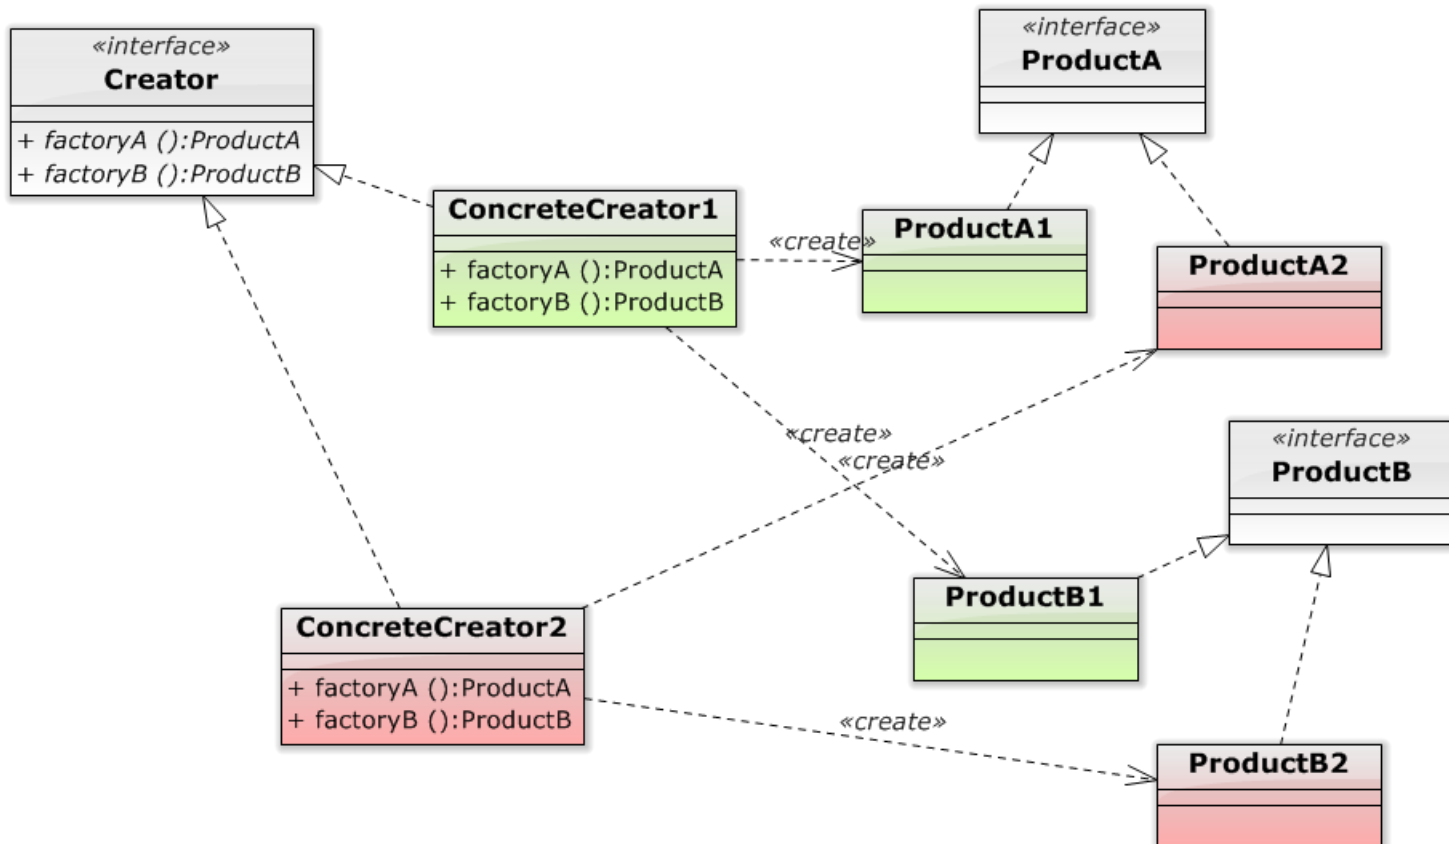 «interface»
Creator
+ factoryA ():ProductA
+ factoryB ():ProductB
«interface»
ProductA
ConcreteCreator1
+ factoryA ():ProductA
+ factoryB ():ProductB
«create»
ProductA1
ProductA2
«create»
«create»
«interface»
ProductB
ProductB1
ConcreteCreator2
+ factoryA ():ProductA
+ factoryB ():ProductB
«create»
ProductB2